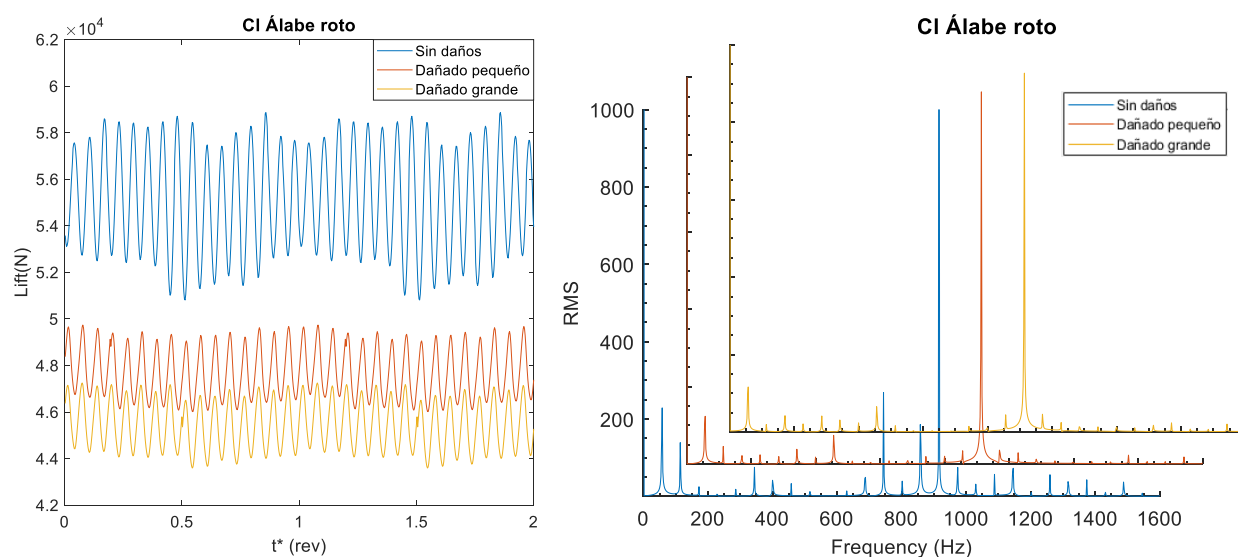 Cl Álabe roto
×10⁴
6.2
6
5.8
5.6
5.4
5.2
5
4.8
4.6
4.4
4.2
0
0.5
1
1.5
2
Lift(N)
t* (rev)
Sin daños
Dañado pequeño
Dañado grande
Cl Álabe roto
1000
800
600
400
200
0
200
400
600
800
1000
1200
1400
1600
RMS
Frequency (Hz)
Sin daños
Dañado pequeño
Dañado grande